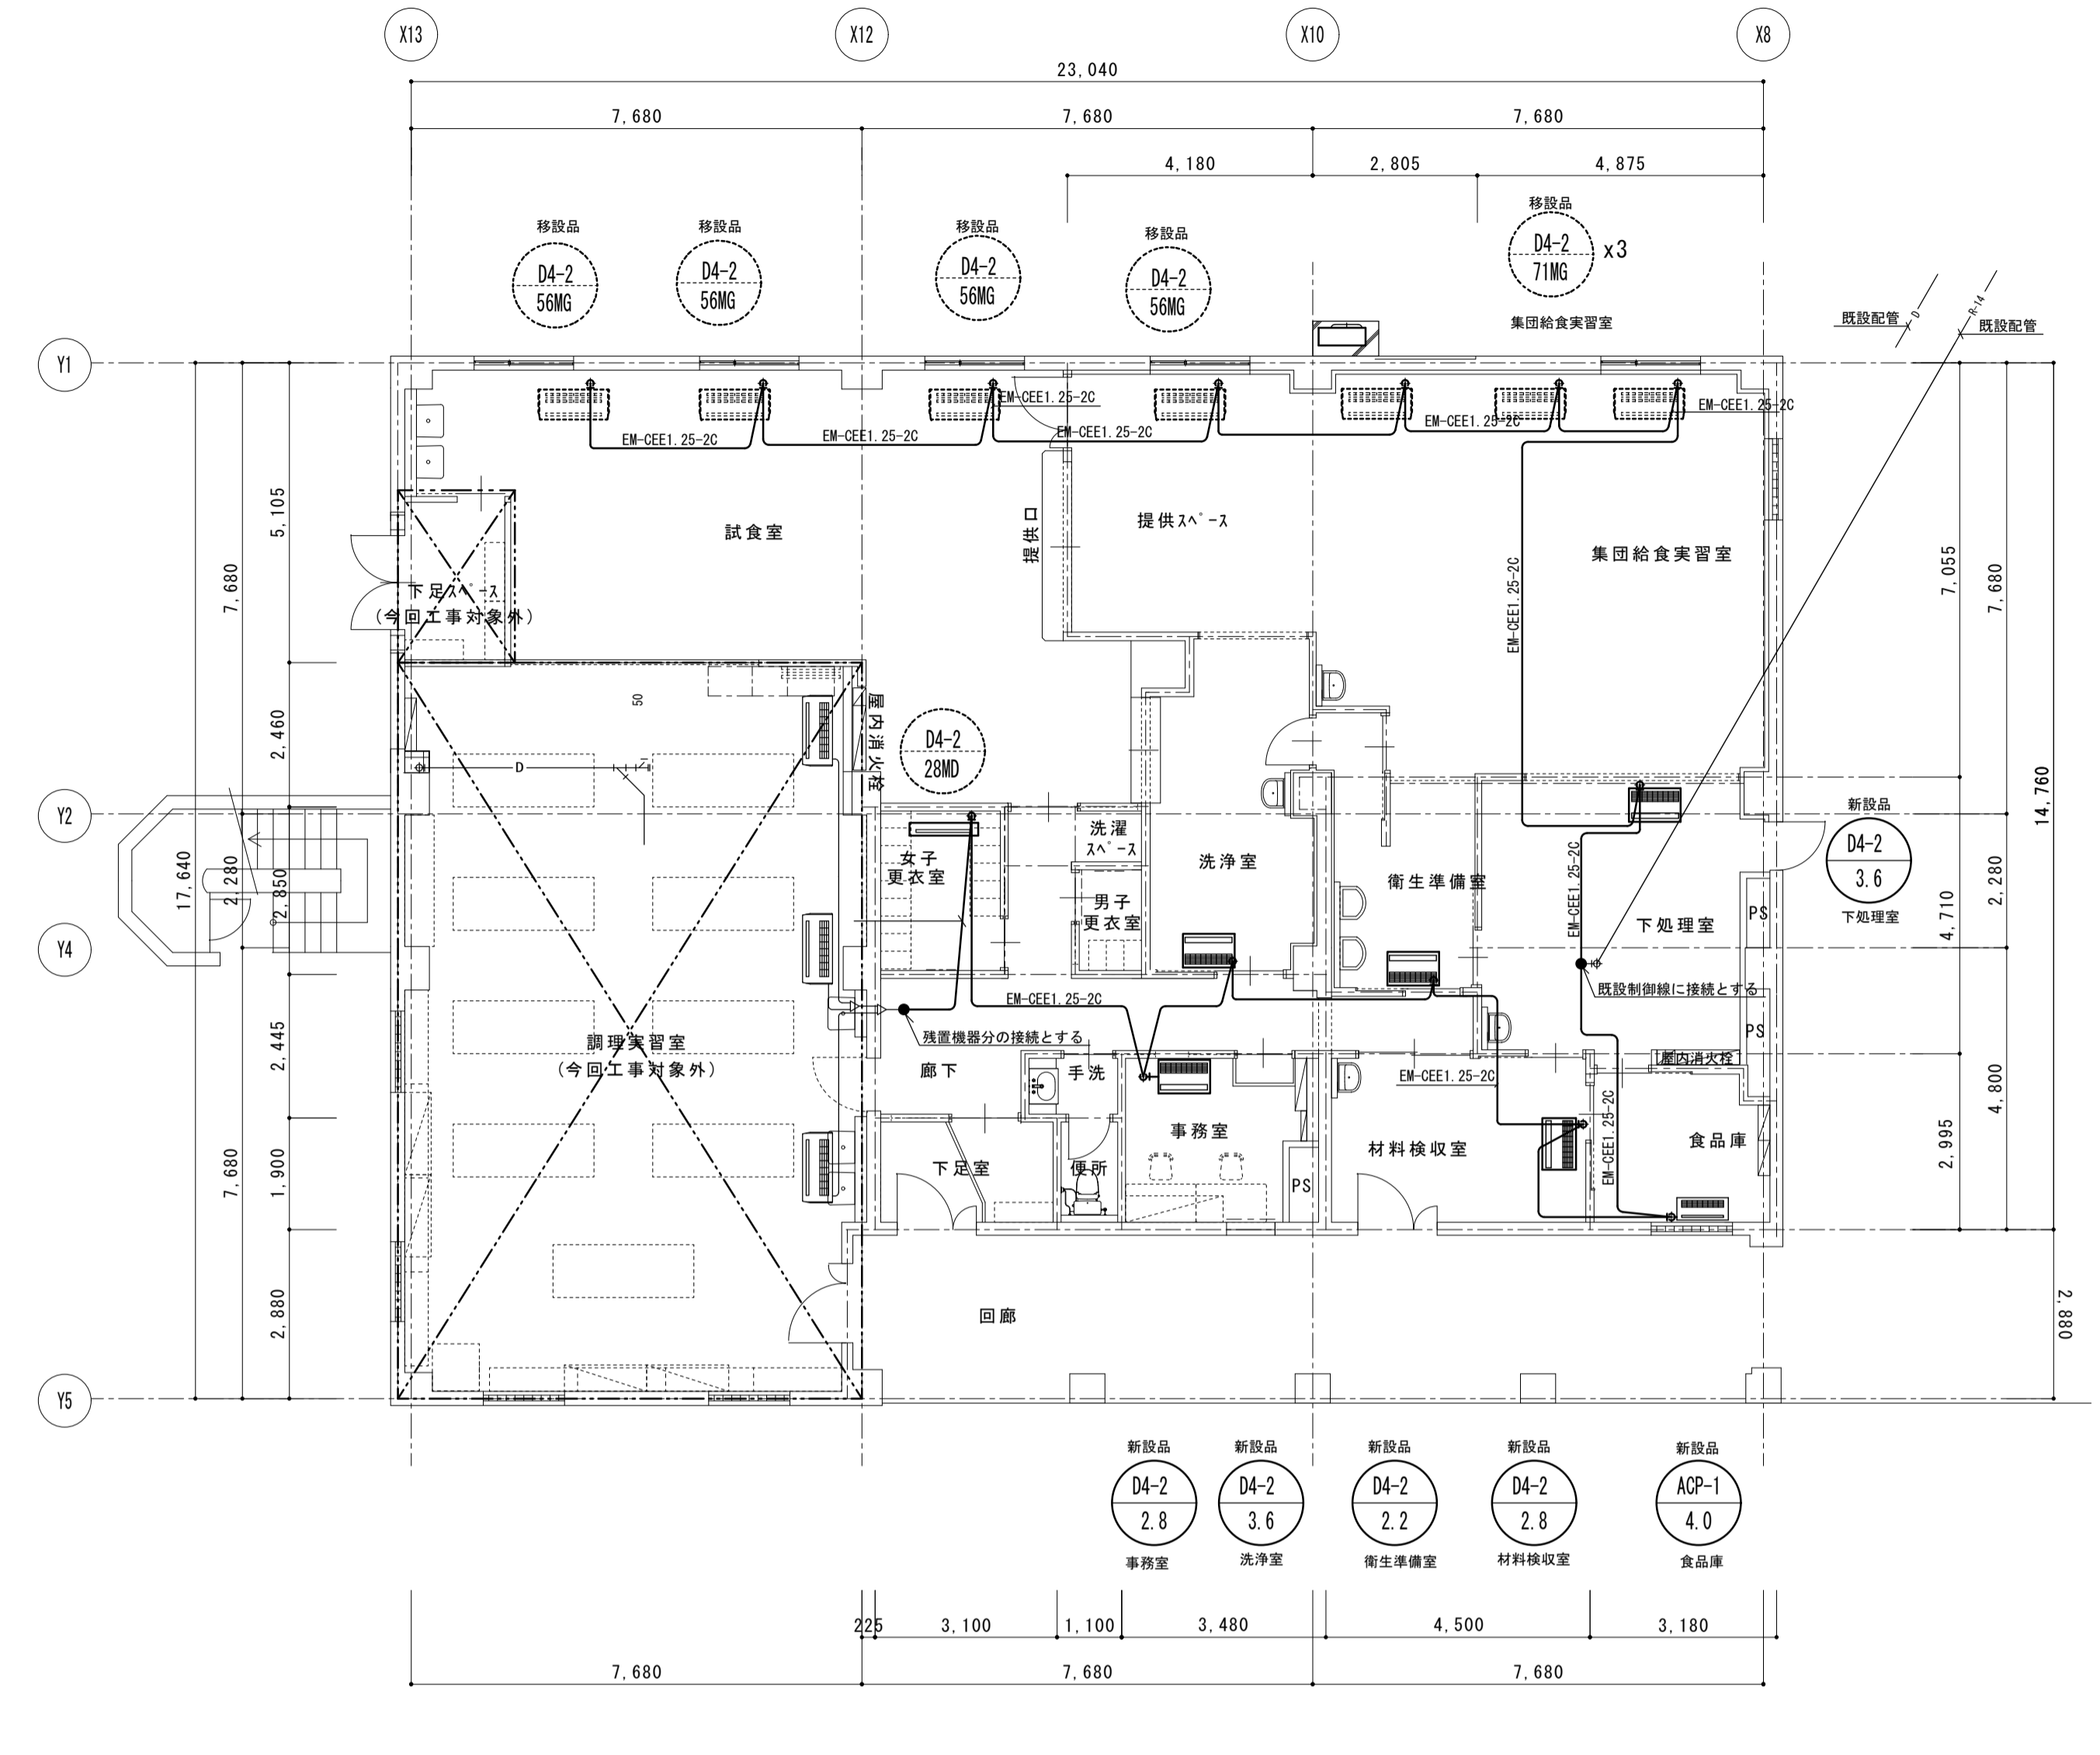 X13
X12
X10
X8
23,040
7,680
7,680
7,680
4,180
2,805
4,875
移設品
D4-2
56MG
移設品
D4-2
56MG
移設品
D4-2
56MG
移設品
D4-2
56MG
移設品
D4-2
71MG
x3
集団給食実習室
既設配管
D
R-14
既設配管
Y1
EM-CEE1.25-2C
EM-CEE1.25-2C
EM-CEE1.25-2C
EM-CEE1.25-2C
EM-CEE1.25-2C
EM-CEE1.25-2C
5,105
7,680
試食室
提供口
提供スペース
集団給食実習室
7,055
7,680
下足スペース
(今回工事対象外)
EM-CEE1.25-2C
2,460
50
屋内消火栓
D4-2
28MD
D
14,760
Y2
新設品
D4-2
3.6
下処理室
17,640
2,280
2,850
女子
更衣室
洗濯
スペース
男子
更衣室
洗浄室
衛生準備室
EM-CEE1.25-2C
下処理室
PS
4,710
2,280
Y4
既設制御線に接続とする
EM-CEE1.25-2C
残置機器分の接続とする
PS
屋内消火栓
2,445
調理実習室
(今回工事対象外)
廊下
手洗
EM-CEE1.25-2C
EM-CEE1.25-2C
事務室
材料検収室
食品庫
4,800
2,995
7,680
1,900
下足室
便所
PS
2,880
回廊
2,880
Y5
新設品
D4-2
2.8
事務室
新設品
D4-2
3.6
洗浄室
新設品
D4-2
2.2
衛生準備室
新設品
D4-2
2.8
材料検収室
新設品
ACP-1
4.0
食品庫
225
3,100
1,100
3,480
4,500
3,180
7,680
7,680
7,680